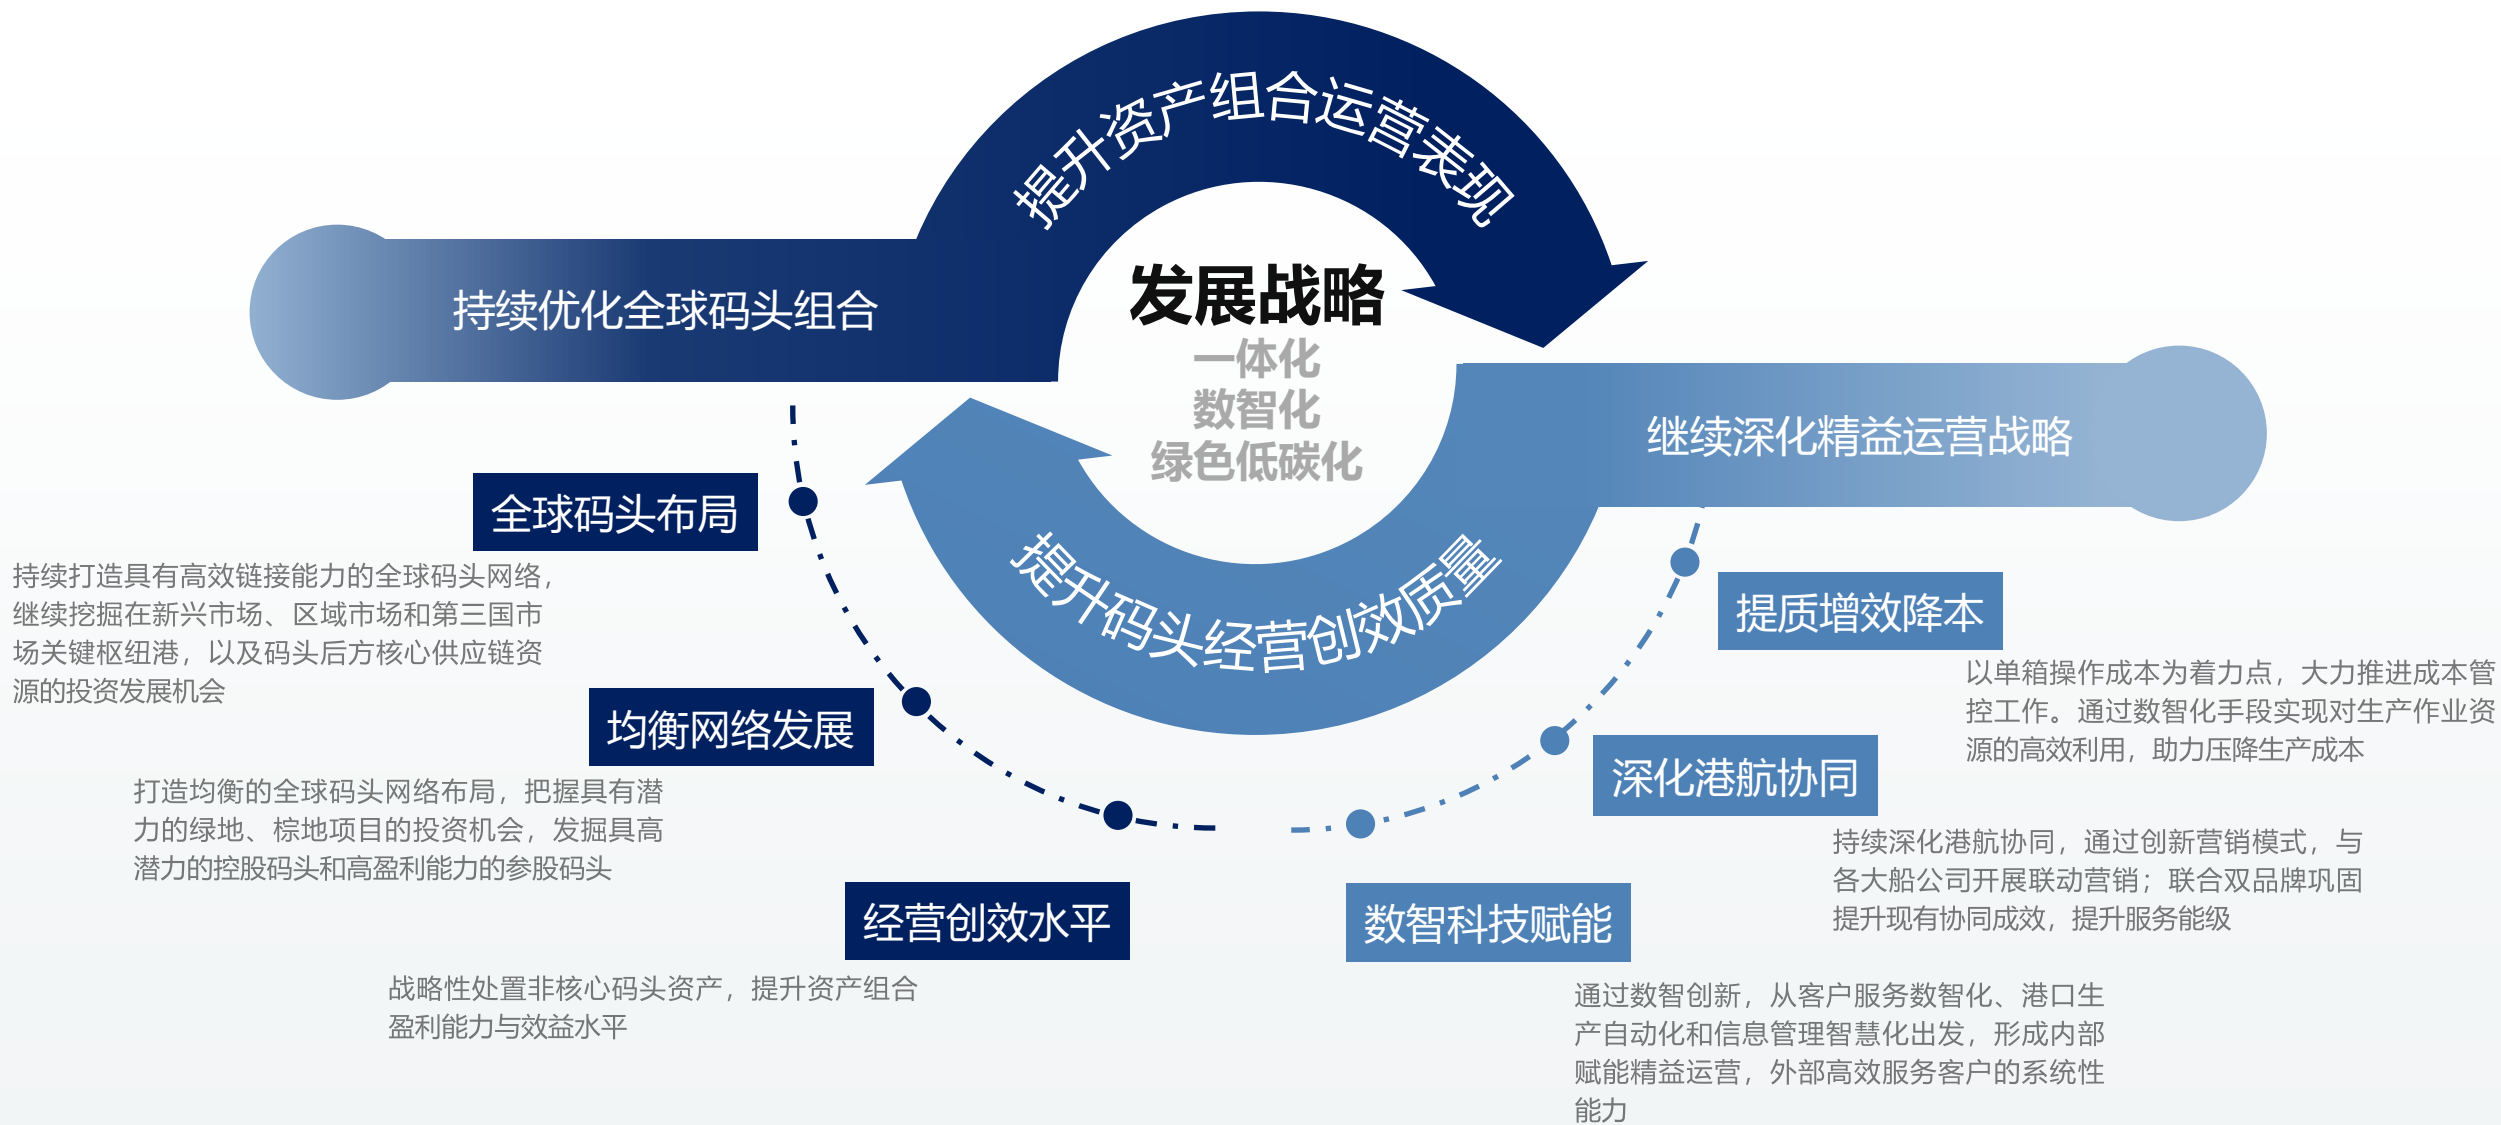 提升资产组合运营表现
持续优化全球码头组合
发展战略
一体化
数智化
绿色低碳化
继续深化精益运营战略
提升码头经营创效质量
全球码头布局
持续打造具有高效链接能力的全球码头网络，
继续挖掘在新兴市场、区域市场和第三国市
场关键枢纽港，以及码头后方核心供应链资
源的投资发展机会
均衡网络发展
打造均衡的全球码头网络布局，把握具有潜
力的绿地、棕地项目的投资机会，发掘具高
潜力的控股码头和高盈利能力的参股码头
经营创效水平
战略性处置非核心码头资产，提升资产组合
盈利能力与效益水平
提质增效降本
以单箱操作成本为着力点，大力推进成本管
控工作。通过数智化手段实现对生产作业资
源的高效利用，助力压降生产成本
深化港航协同
持续深化港航协同，通过创新营销模式，与
各大船公司开展联动营销；联合双品牌巩固
提升现有协同成效，提升服务能级
数智科技赋能
通过数智创新，从客户服务数智化、港口生
产自动化和信息管理智慧化出发，形成内部
赋能精益运营，外部高效服务客户的系统性
能力